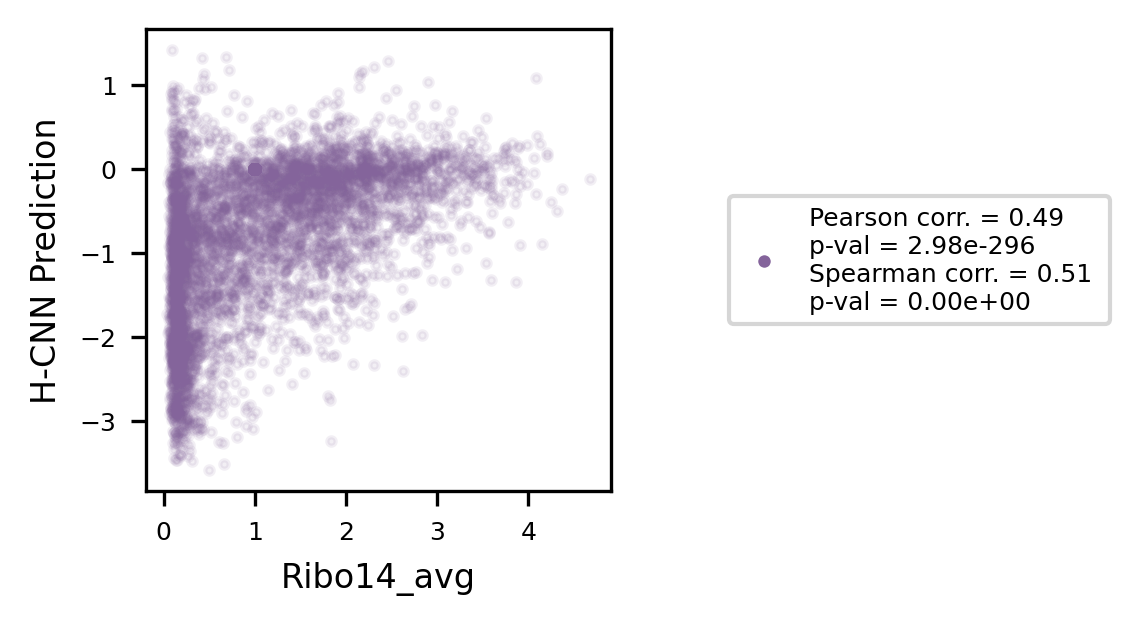 H-CNN Prediction
1
0
−1
−2
−3
0 1 2 3 4
Ribo14_avg
Pearson corr. = 0.49
p-val = 2.98e-296
Spearman corr. = 0.51
p-val = 0.00e+00